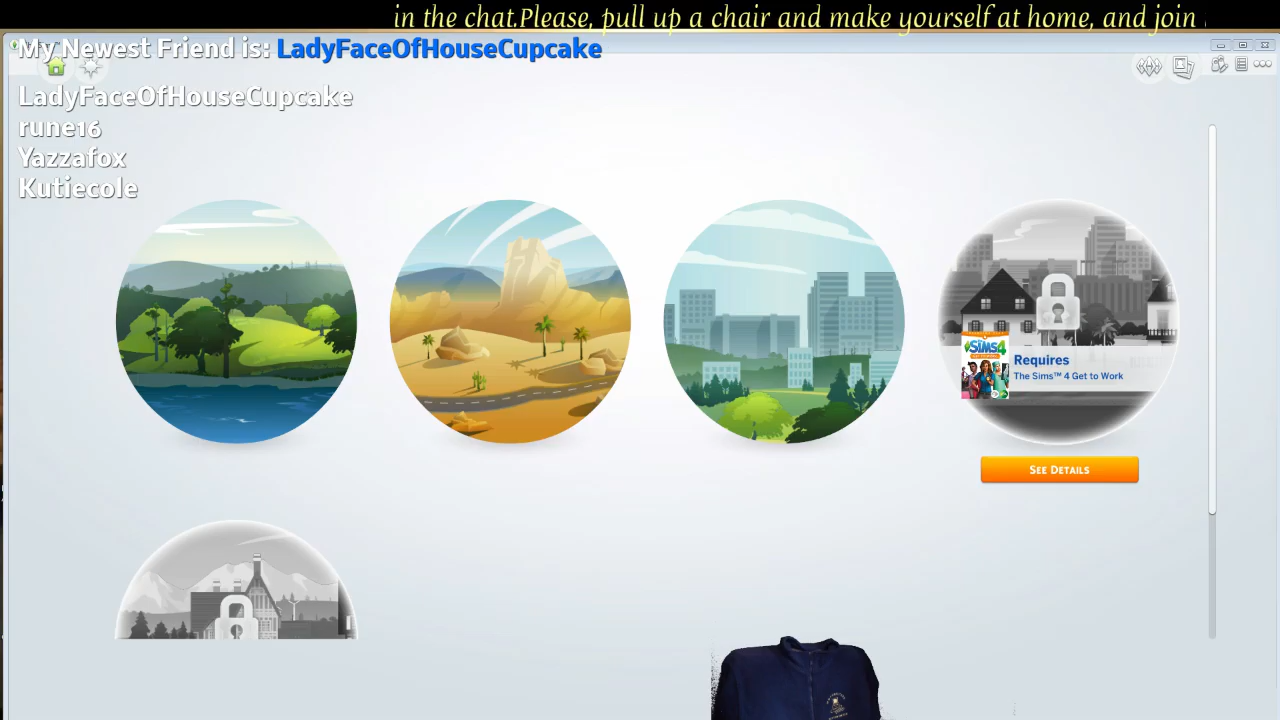 in the chat.Please, pull up a chair and make yourself at home, and join
My Newest Friend is: LadyFaceOfHouseCupcake
LadyFaceOfHouseCupcake
rune16
Yazzafox
Kutiecole
SIMS4
Requires
The Sims™ 4 Get to Work
See Details